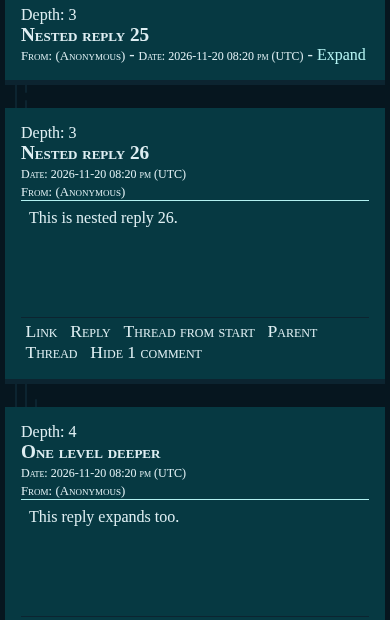 Depth: 3
Nested reply 25
From: (Anonymous) - Date: 2026-11-20 08:20 pm (UTC) - Expand
Depth: 3
Nested reply 26
Date: 2026-11-20 08:20 pm (UTC)
From: (Anonymous)
This is nested reply 26.
Link Reply Thread from start Parent
Thread Hide 1 comment
Depth: 4
One level deeper
Date: 2026-11-20 08:20 pm (UTC)
From: (Anonymous)
This reply expands too.